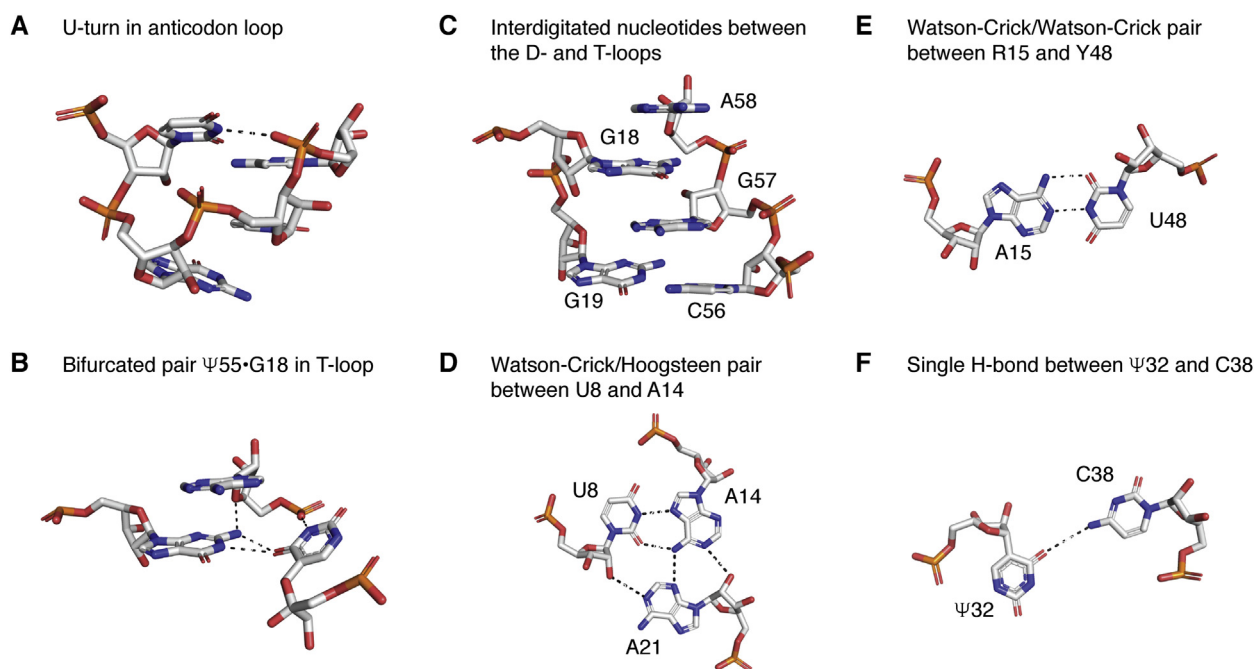 A
U-turn in anticodon loop
B
Bifurcated pair Ψ55•G18 in T-loop
C
Interdigitated nucleotides between
the D- and T-loops
A58
G18
G57
G19
C56
D
Watson-Crick/Hoogsteen pair
between U8 and A14
U8
A14
A21
E
Watson-Crick/Watson-Crick pair
between R15 and Y48
A15
U48
F
Single H-bond between Ψ32 and C38
C38
Ψ32